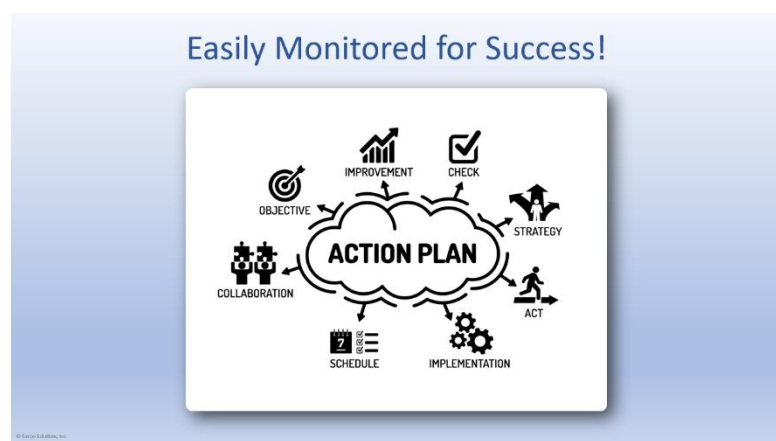 Easily Monitored for Success!
IMPROVEMENT
CHECK
OBJECTIVE
STRATEGY
ACTION PLAN
COLLABORATION
ACT
7
SCHEDULE
IMPLEMENTATION